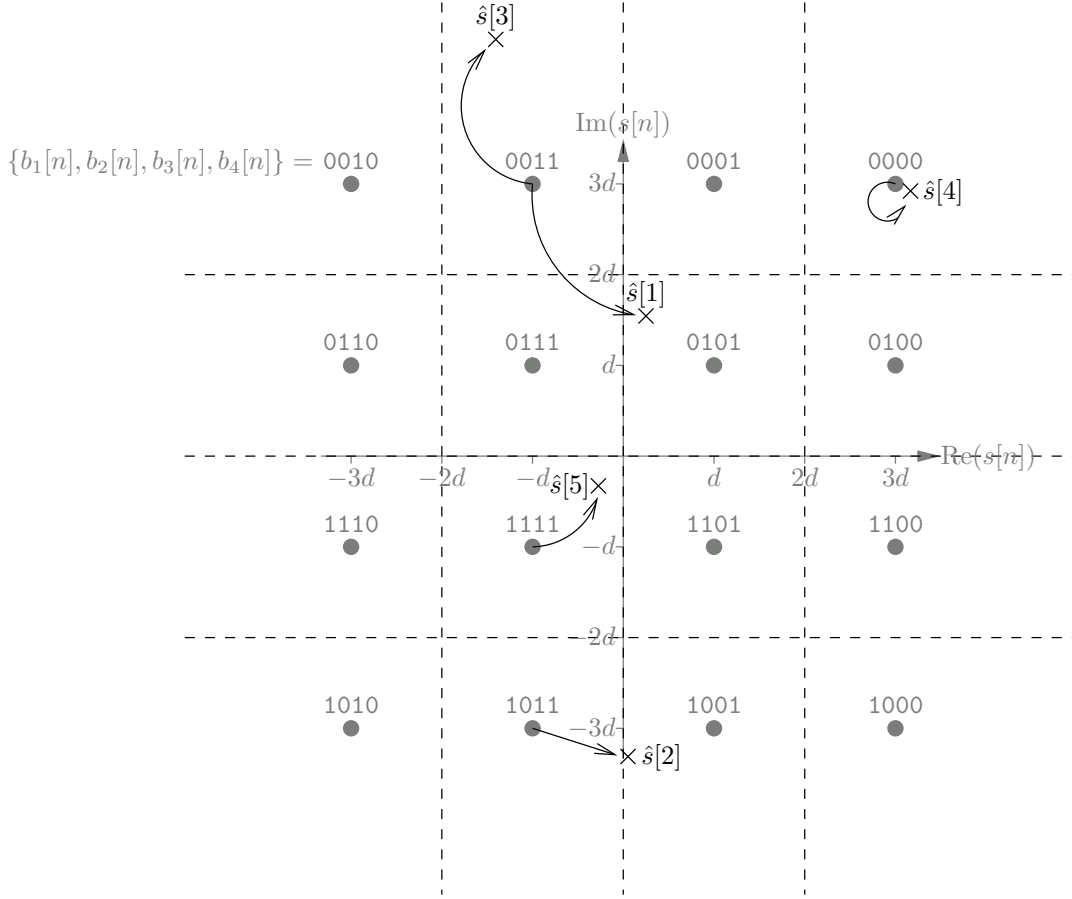 ŝ[3]
Im(s[n])
{b₁[n], b₂[n], b₃[n], b₄[n]} = 0010 0011 0001 0000
3d ŝ[4]
2d
ŝ[1]
0110 0111 0101 0100
d
Re(s[n])
−3d −2d −d d 2d 3d
ŝ[5]
1110 1111 1101 1100
−d
−2d
1010 1011 1001 1000
−3d
ŝ[2]